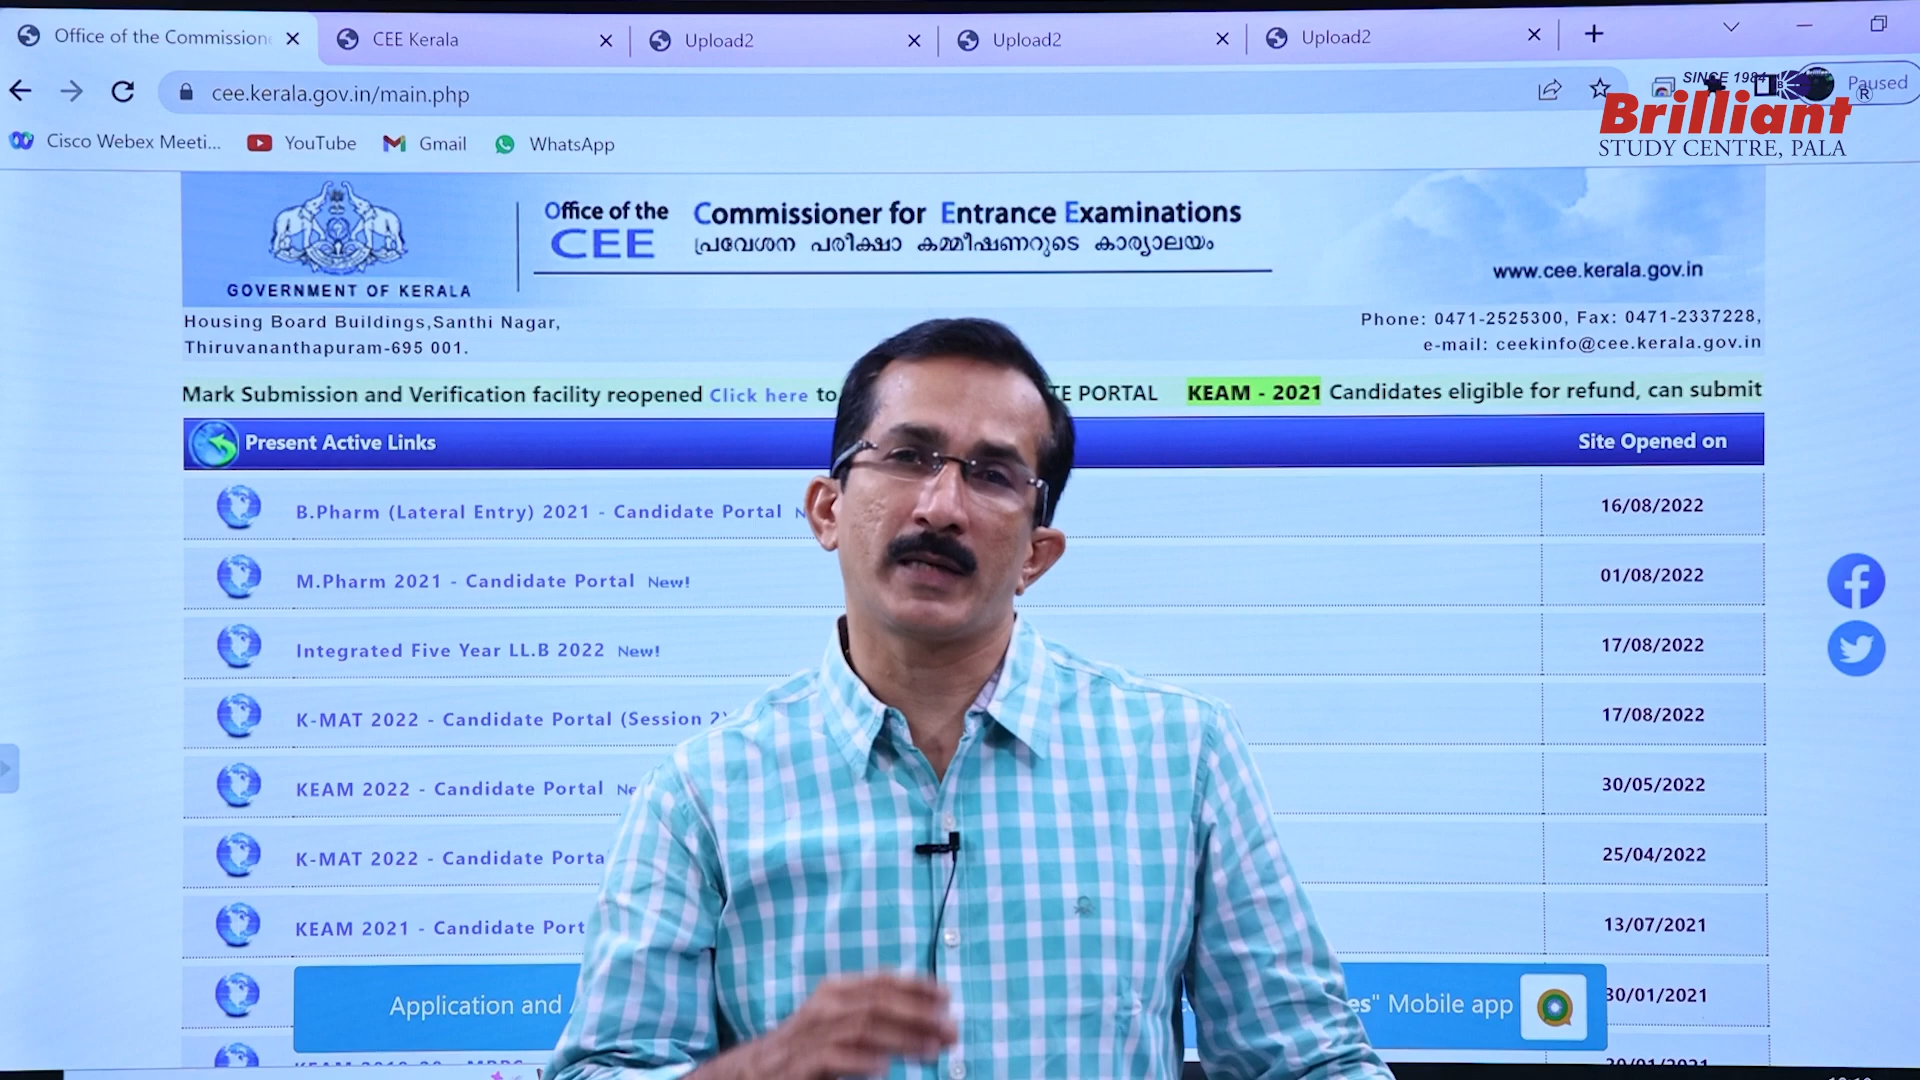 Office of the Commission
CEE Kerala
Upload2
Upload2
Upload2
cee.kerala.gov.in/main.php
Paused
Cisco Webex Meeti...
YouTube
Gmail
WhatsApp
SINCE 1984
Brilliant ®
STUDY CENTRE, PALA
GOVERNMENT OF KERALA
Office of the
CEE
Commissioner for Entrance Examinations
പ്രവേശന പരീക്ഷാ കമ്മീഷണറുടെ കാര്യാലയം
www.cee.kerala.gov.in
Housing Board Buildings,Santhi Nagar,
Thiruvananthapuram-695 001.
Phone: 0471-2525300, Fax: 0471-2337228,
e-mail: ceekinfo@cee.kerala.gov.in
Mark Submission and Verification facility reopened Click here to PORTAL KEAM - 2021 Candidates eligible for refund, can submit
Present Active Links Site Opened on
B.Pharm (Lateral Entry) 2021 - Candidate Portal 16/08/2022
M.Pharm 2021 - Candidate Portal New! 01/08/2022
Integrated Five Year LL.B 2022 New! 17/08/2022
K-MAT 2022 - Candidate Portal (Session 2) 17/08/2022
KEAM 2022 - Candidate Portal 30/05/2022
K-MAT 2022 - Candidate Porta 25/04/2022
KEAM 2021 - Candidate Port 13/07/2021
Application and es" Mobile app 30/01/2021